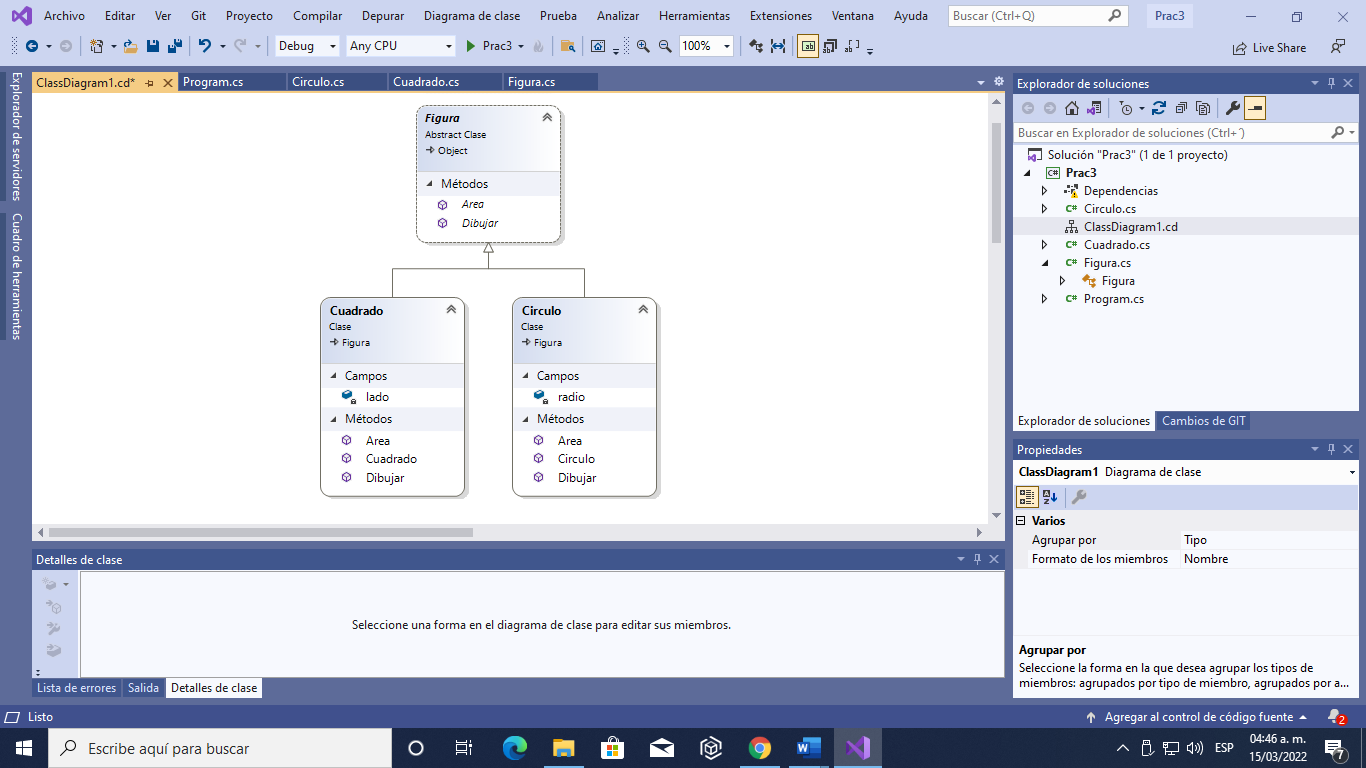 Archivo Editar Ver Git Proyecto Compilar Depurar Diagrama de clase Prueba Analizar Herramientas Extensiones Ventana Ayuda Buscar (Ctrl+Q) Prac3
Debug Any CPU Prac3 100% Live Share
ClassDiagram1.cd* Program.cs Circulo.cs Cuadrado.cs Figura.cs
Explorador de servidores
Cuadro de herramientas
Figura
Abstract Clase
Object
Métodos
Area
Dibujar
Cuadrado
Clase
Figura
Campos
lado
Métodos
Area
Cuadrado
Dibujar
Circulo
Clase
Figura
Campos
radio
Métodos
Area
Circulo
Dibujar
Detalles de clase
Seleccione una forma en el diagrama de clase para editar sus miembros.
Lista de errores Salida Detalles de clase
Explorador de soluciones
Buscar en Explorador de soluciones (Ctrl+´)
Solución "Prac3" (1 de 1 proyecto)
C# Prac3
Dependencias
C# Circulo.cs
ClassDiagram1.cd
C# Cuadrado.cs
C# Figura.cs
Figura
C# Program.cs
Explorador de soluciones Cambios de GIT
Propiedades
ClassDiagram1 Diagrama de clase
Varios
Agrupar por Tipo
Formato de los miembros Nombre
Agrupar por
Seleccione la forma en la que desea agrupar los tipos de
miembros: agrupados por tipo de miembro, agrupados por a...
Listo Agregar al control de código fuente 2
Escribe aquí para buscar
ESP
04:46 a. m.
15/03/2022
7